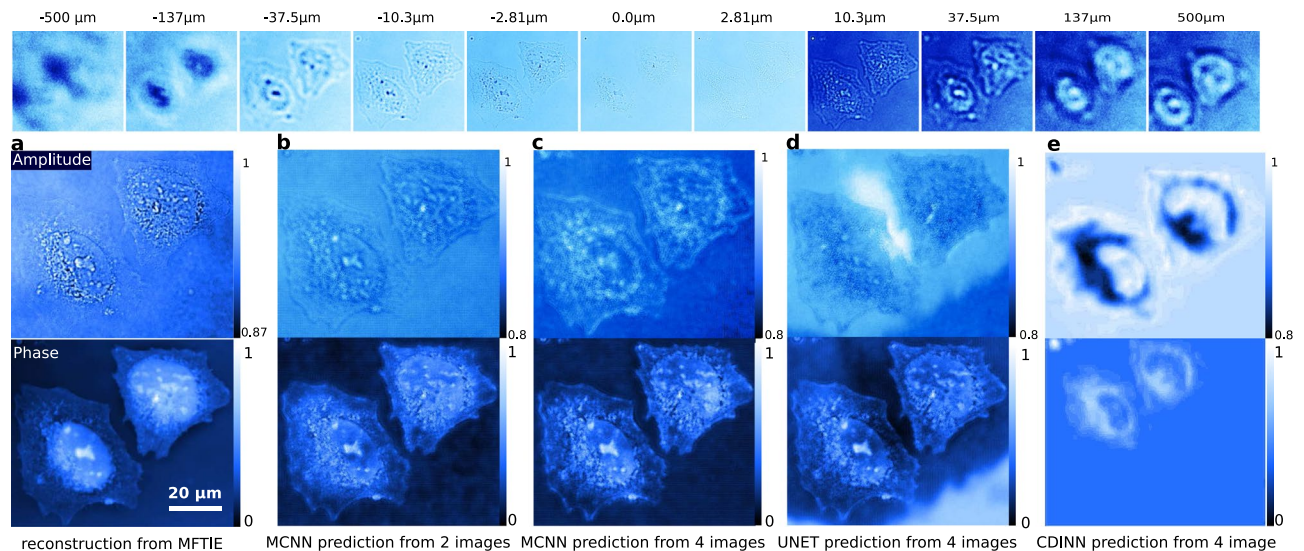 -500 μm -137μm -37.5μm -10.3μm -2.81μm 0.0μm 2.81μm 10.3μm 37.5μm 137μm 500μm
a b c d e
Amplitude
1 1 1 1 1
0.87 0.8 0.8 0.8 0.8
Phase
1 1 1 1 1
20 μm
0 0 0 0 0
reconstruction from MFTIE MCNN prediction from 2 images MCNN prediction from 4 images UNET prediction from 4 images CDINN prediction from 4 image